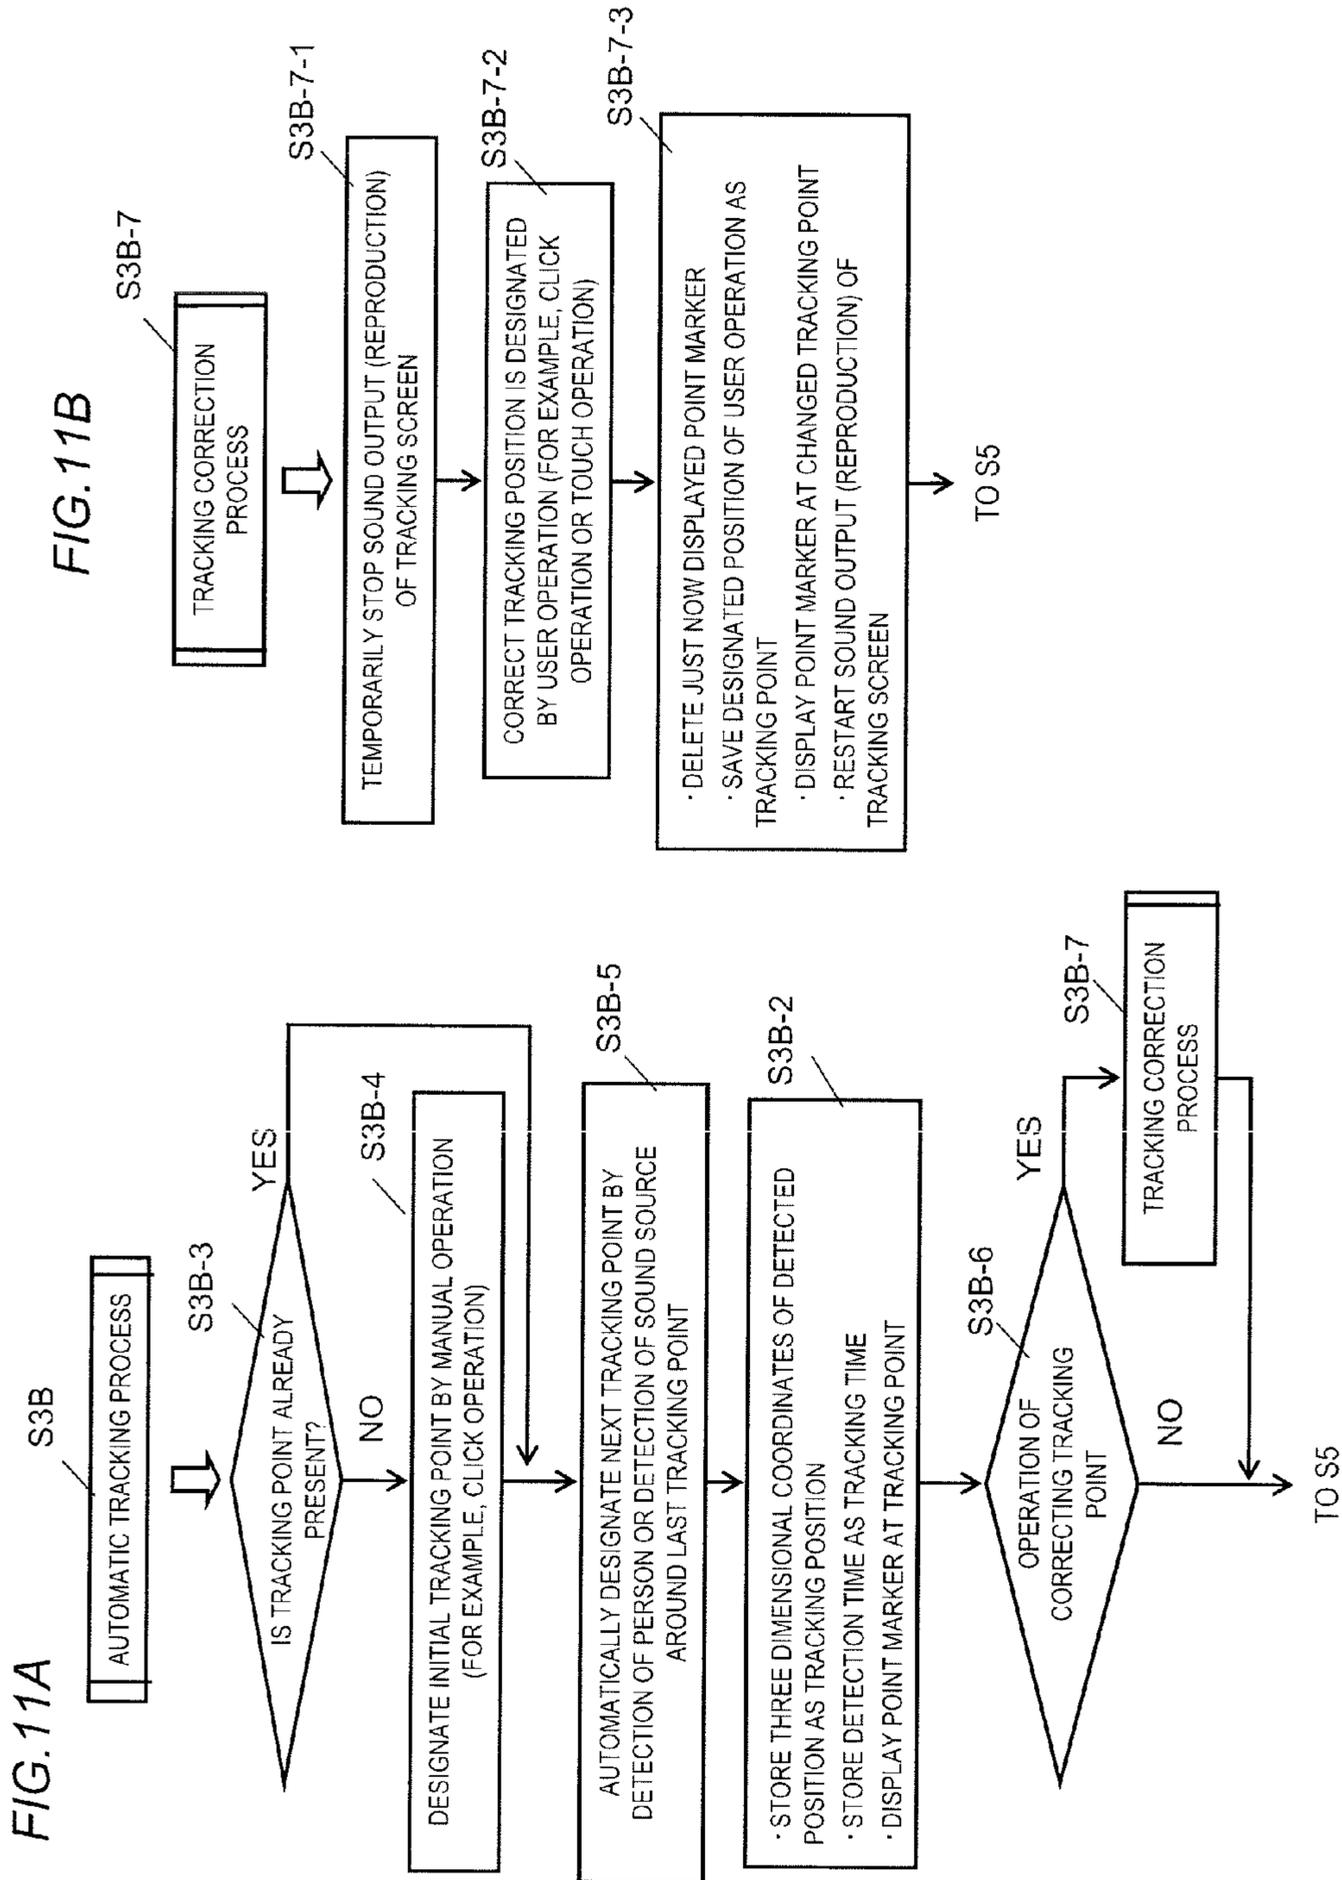 FIG.11A
S3B
AUTOMATIC TRACKING PROCESS
S3B-3
IS TRACKING POINT ALREADY
PRESENT?
YES
NO
S3B-4
DESIGNATE INITIAL TRACKING POINT BY MANUAL OPERATION
(FOR EXAMPLE, CLICK OPERATION)
S3B-5
AUTOMATICALLY DESIGNATE NEXT TRACKING POINT BY
DETECTION OF PERSON OR DETECTION OF SOUND SOURCE
AROUND LAST TRACKING POINT
S3B-2
· STORE THREE DIMENSIONAL COORDINATES OF DETECTED
POSITION AS TRACKING POSITION
· STORE DETECTION TIME AS TRACKING TIME
· DISPLAY POINT MARKER AT TRACKING POINT
S3B-6
OPERATION OF
CORRECTING TRACKING
POINT
YES
NO
S3B-7
TRACKING CORRECTION
PROCESS
TO S5
FIG.11B
S3B-7
TRACKING CORRECTION
PROCESS
S3B-7-1
TEMPORARILY STOP SOUND OUTPUT (REPRODUCTION)
OF TRACKING SCREEN
S3B-7-2
CORRECT TRACKING POSITION IS DESIGNATED
BY USER OPERATION (FOR EXAMPLE, CLICK
OPERATION OR TOUCH OPERATION)
S3B-7-3
· DELETE JUST NOW DISPLAYED POINT MARKER
· SAVE DESIGNATED POSITION OF USER OPERATION AS
TRACKING POINT
· DISPLAY POINT MARKER AT CHANGED TRACKING POINT
· RESTART SOUND OUTPUT (REPRODUCTION) OF
TRACKING SCREEN
TO S5